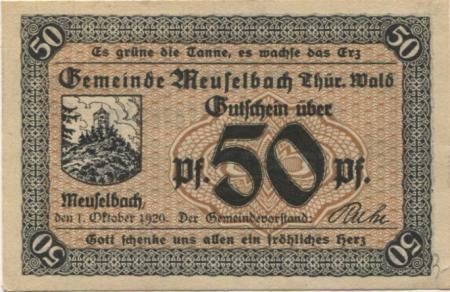 50 50
Es grüne die Tanne, es wachse das Erz
Gemeinde Meuselbach Thür. Wald
Gutschein über
Pf. 50 Pf.
Meuselbach,
den 1. Oktober 1920. Der Gemeindevorstand:
Gott schenke uns allen ein fröhliches Herz
50 50